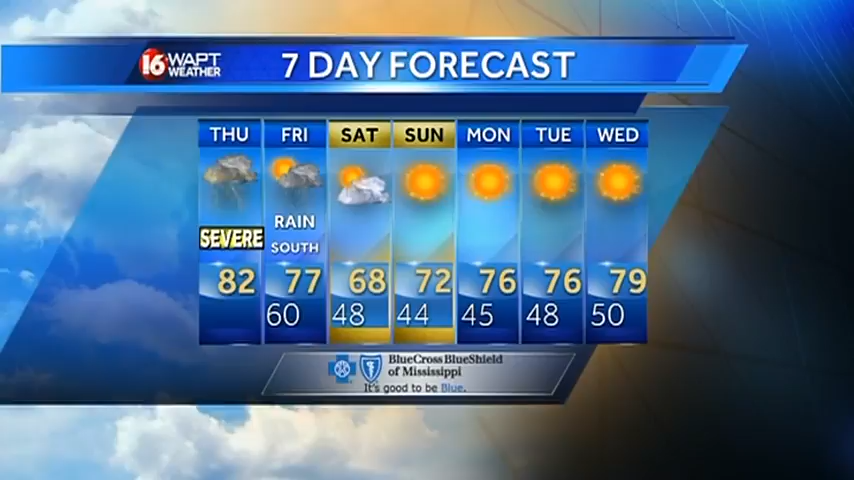 16 WAPT
WEATHER
7 DAY FORECAST
THU FRI SAT SUN MON TUE WED
RAIN
SEVERE SOUTH
82 77 68 72 76 76 79
60 48 44 45 48 50
BlueCross BlueShield
of Mississippi
It's good to be Blue.